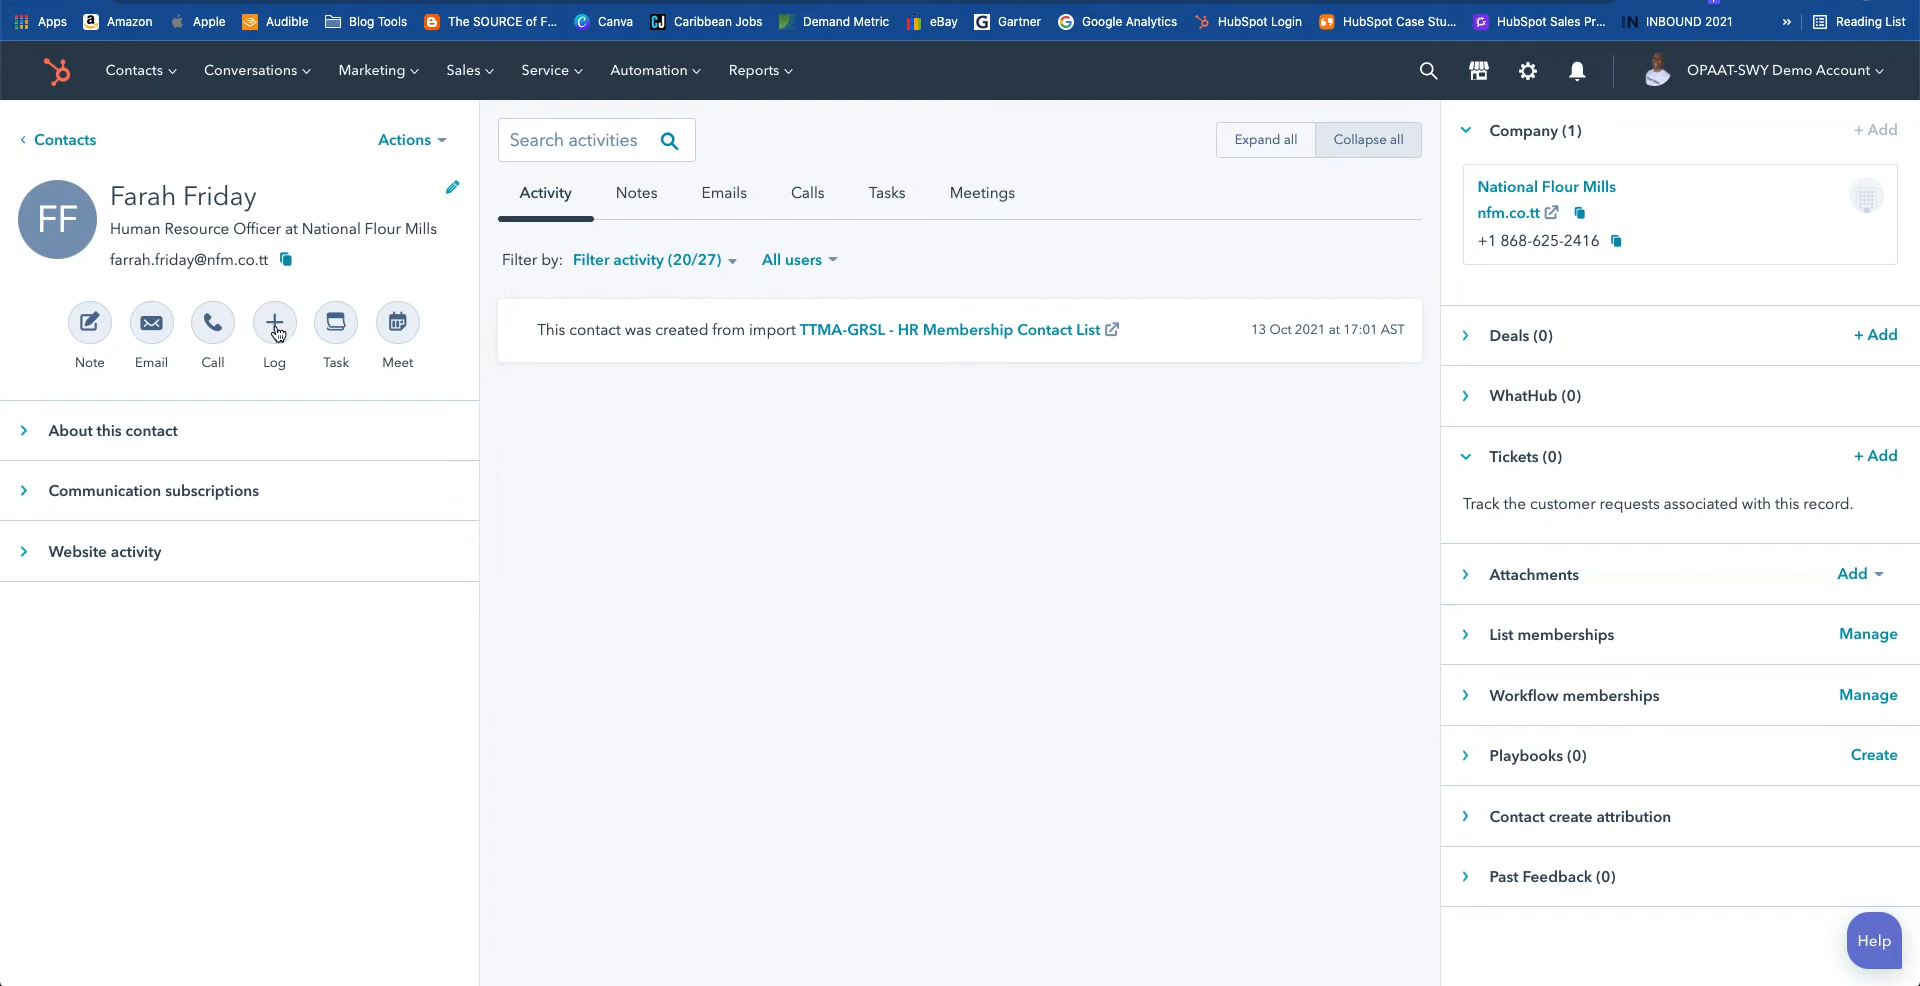 Apps Amazon Apple Audible Blog Tools The SOURCE of F... Canva Caribbean Jobs Demand Metric eBay Gartner Google Analytics HubSpot Login HubSpot Case Stu... HubSpot Sales Pr... INBOUND 2021 » Reading List
Contacts Conversations Marketing Sales Service Automation Reports OPAAT-SWY Demo Account
Contacts Actions
FF
Farah Friday
Human Resource Officer at National Flour Mills
farrah.friday@nfm.co.tt
Note Email Call Log Task Meet
About this contact
Communication subscriptions
Website activity
Search activities Expand all Collapse all
Activity Notes Emails Calls Tasks Meetings
Filter by: Filter activity (20/27) All users
This contact was created from import TTMA-GRSL - HR Membership Contact List 13 Oct 2021 at 17:01 AST
Company (1) + Add
National Flour Mills
nfm.co.tt
+1 868-625-2416
Deals (0) + Add
WhatHub (0)
Tickets (0) + Add
Track the customer requests associated with this record.
Attachments Add
List memberships Manage
Workflow memberships Manage
Playbooks (0) Create
Contact create attribution
Past Feedback (0)
Help